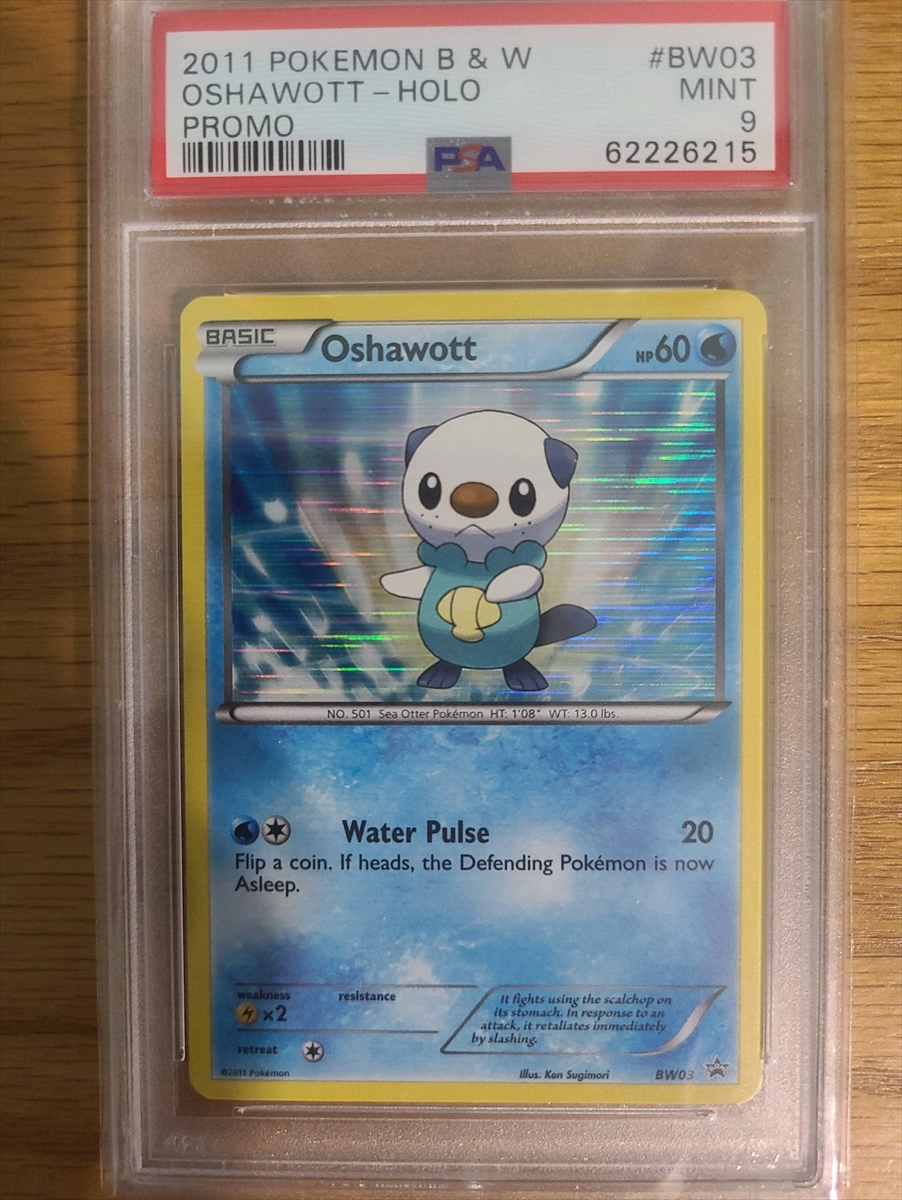 2011 POKEMON B & W #BW03
OSHAWOTT – HOLO MINT
PROMO 9
PSA 62226215
BASIC Oshawott HP60
NO. 501 Sea Otter Pokémon HT: 1'08" WT: 13.0 lbs.
Water Pulse 20
Flip a coin. If heads, the Defending Pokémon is now
Asleep.
weakness resistance
×2
It fights using the scalchop on
its stomach. In response to an
attack, it retaliates immediately
by slashing.
retreat
©2011 Pokémon Illus. Ken Sugimori BW03